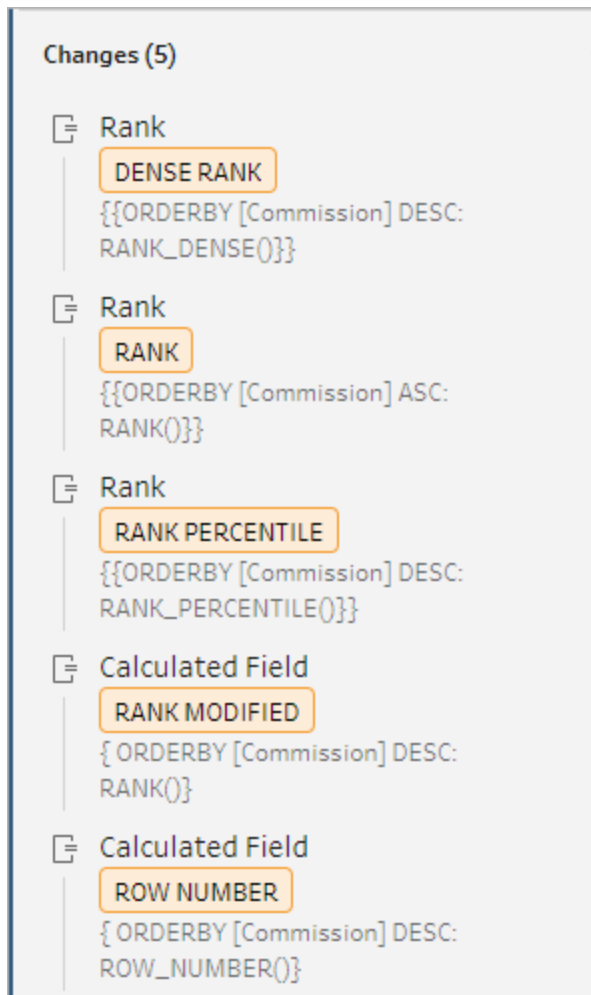 Changes (5)
Rank
DENSE RANK
{{ORDERBY [Commission] DESC:
RANK_DENSE()}}
Rank
RANK
{{ORDERBY [Commission] ASC:
RANK()}}
Rank
RANK PERCENTILE
{{ORDERBY [Commission] DESC:
RANK_PERCENTILE()}}
Calculated Field
RANK MODIFIED
{ ORDERBY [Commission] DESC:
RANK()}
Calculated Field
ROW NUMBER
{ ORDERBY [Commission] DESC:
ROW_NUMBER()}